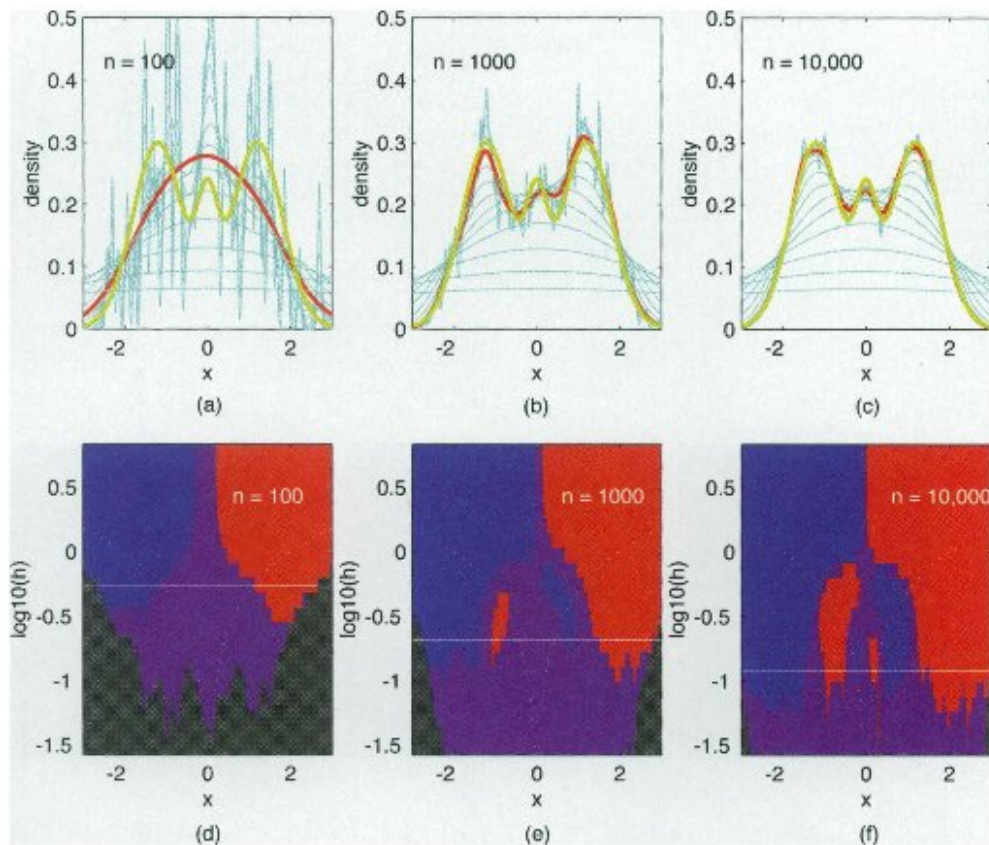 0.5
0.4
0.3
0.2
0.1
0
density
n = 100
-2
0
2
x
(a)
0.5
0.4
0.3
0.2
0.1
0
density
n = 1000
-2
0
2
x
(b)
0.5
0.4
0.3
0.2
0.1
0
density
n = 10,000
-2
0
2
x
(c)
0.5
0
-0.5
-1
-1.5
log10(h)
n = 100
-2
0
2
x
(d)
0.5
0
-0.5
-1
-1.5
log10(h)
n = 1000
-2
0
2
x
(e)
0.5
0
-0.5
-1
-1.5
log10(h)
n = 10,000
-2
0
2
x
(f)